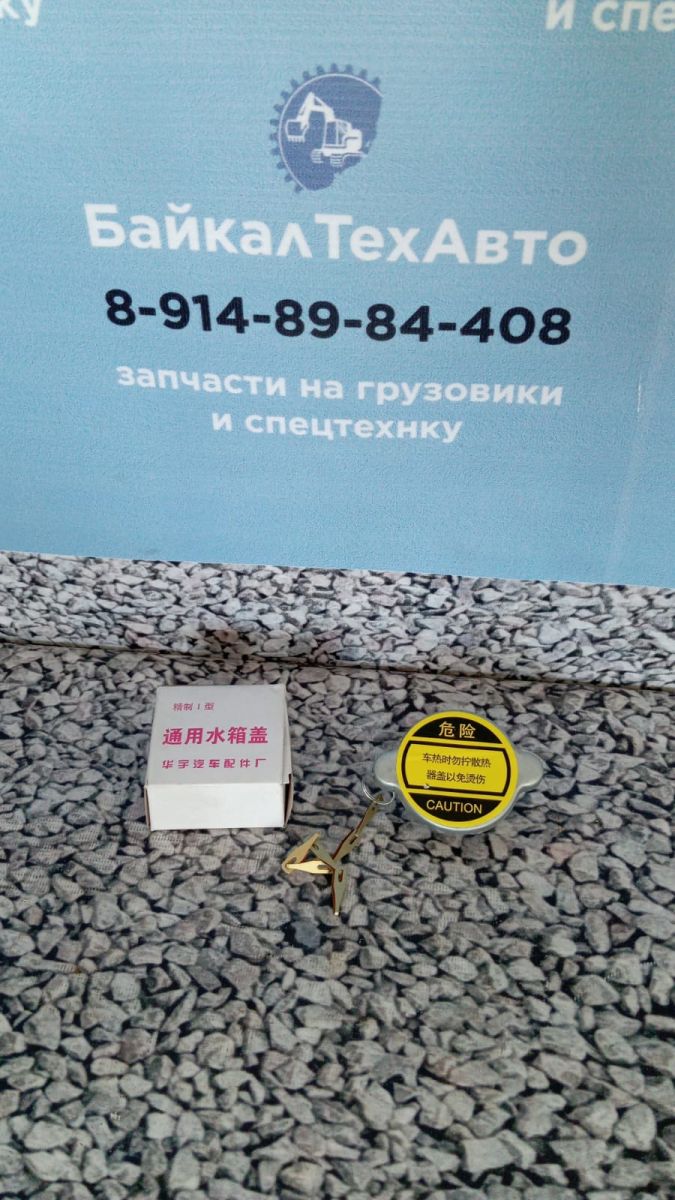 ку
и спе
БайкалТехАвто
8-914-89-84-408
запчасти на грузовики
и спецтехнку
精制 I 型
通用水箱盖
华宇汽车配件厂
危险
车热时勿拧散热
器盖以免烫伤
CAUTION